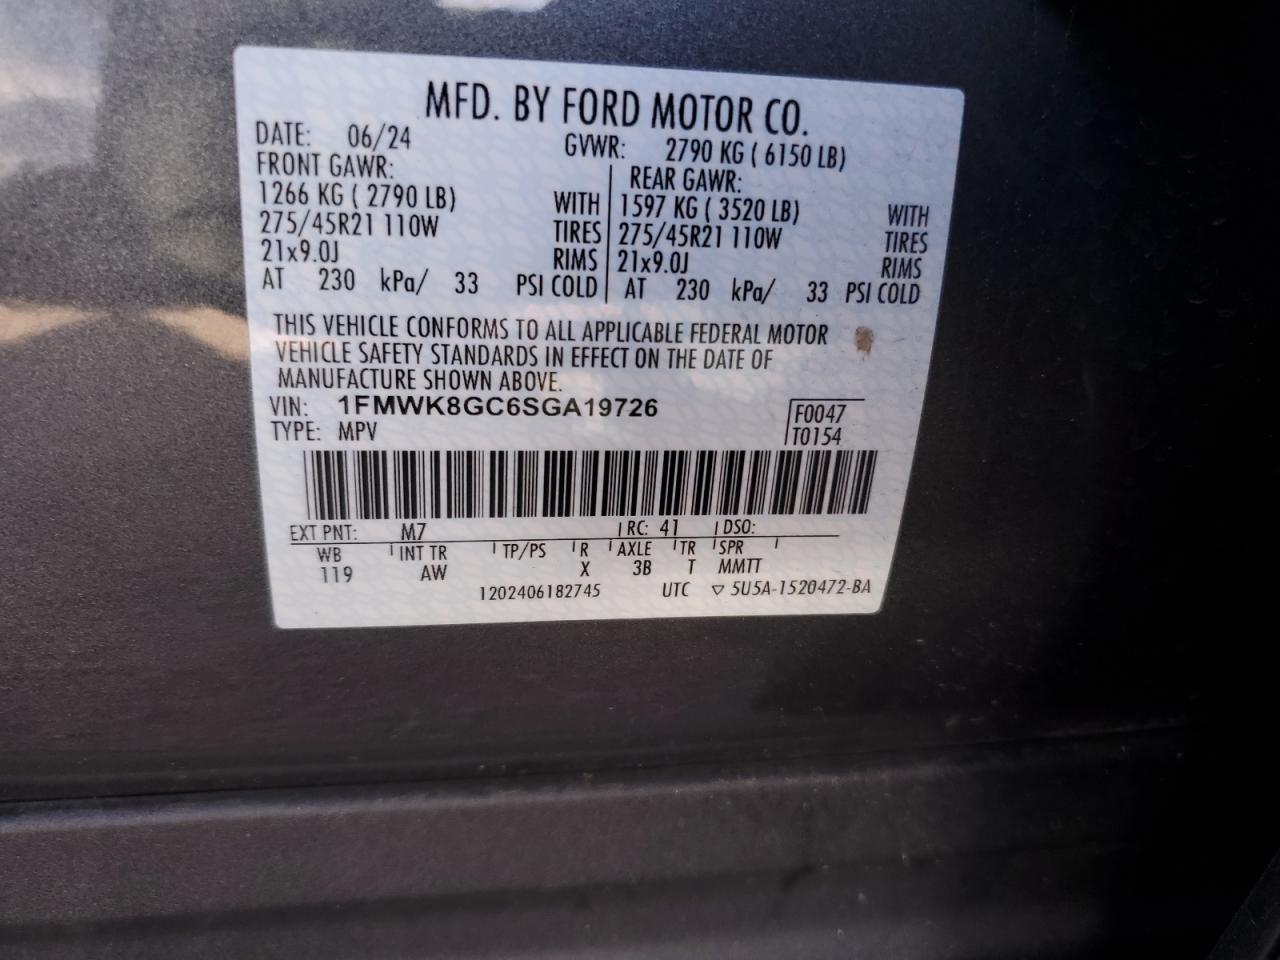 MFD. BY FORD MOTOR CO.
DATE: 06/24 GVWR: 2790 KG ( 6150 LB)
FRONT GAWR: REAR GAWR:
1266 KG ( 2790 LB) WITH 1597 KG ( 3520 LB) WITH
275/45R21 110W TIRES 275/45R21 110W TIRES
21x9.0J RIMS 21x9.0J RIMS
AT 230 kPa/ 33 PSI COLD AT 230 kPa/ 33 PSI COLD
THIS VEHICLE CONFORMS TO ALL APPLICABLE FEDERAL MOTOR
VEHICLE SAFETY STANDARDS IN EFFECT ON THE DATE OF
MANUFACTURE SHOWN ABOVE.
VIN: 1FMWK8GC6SGA19726 F0047
TYPE: MPV T0154
EXT PNT: M7 RC: 41 DSO:
WB INT TR TP/PS R AXLE TR SPR
119 AW X 3B T MMTT
1202406182745 UTC ▽ 5U5A-1520472-BA